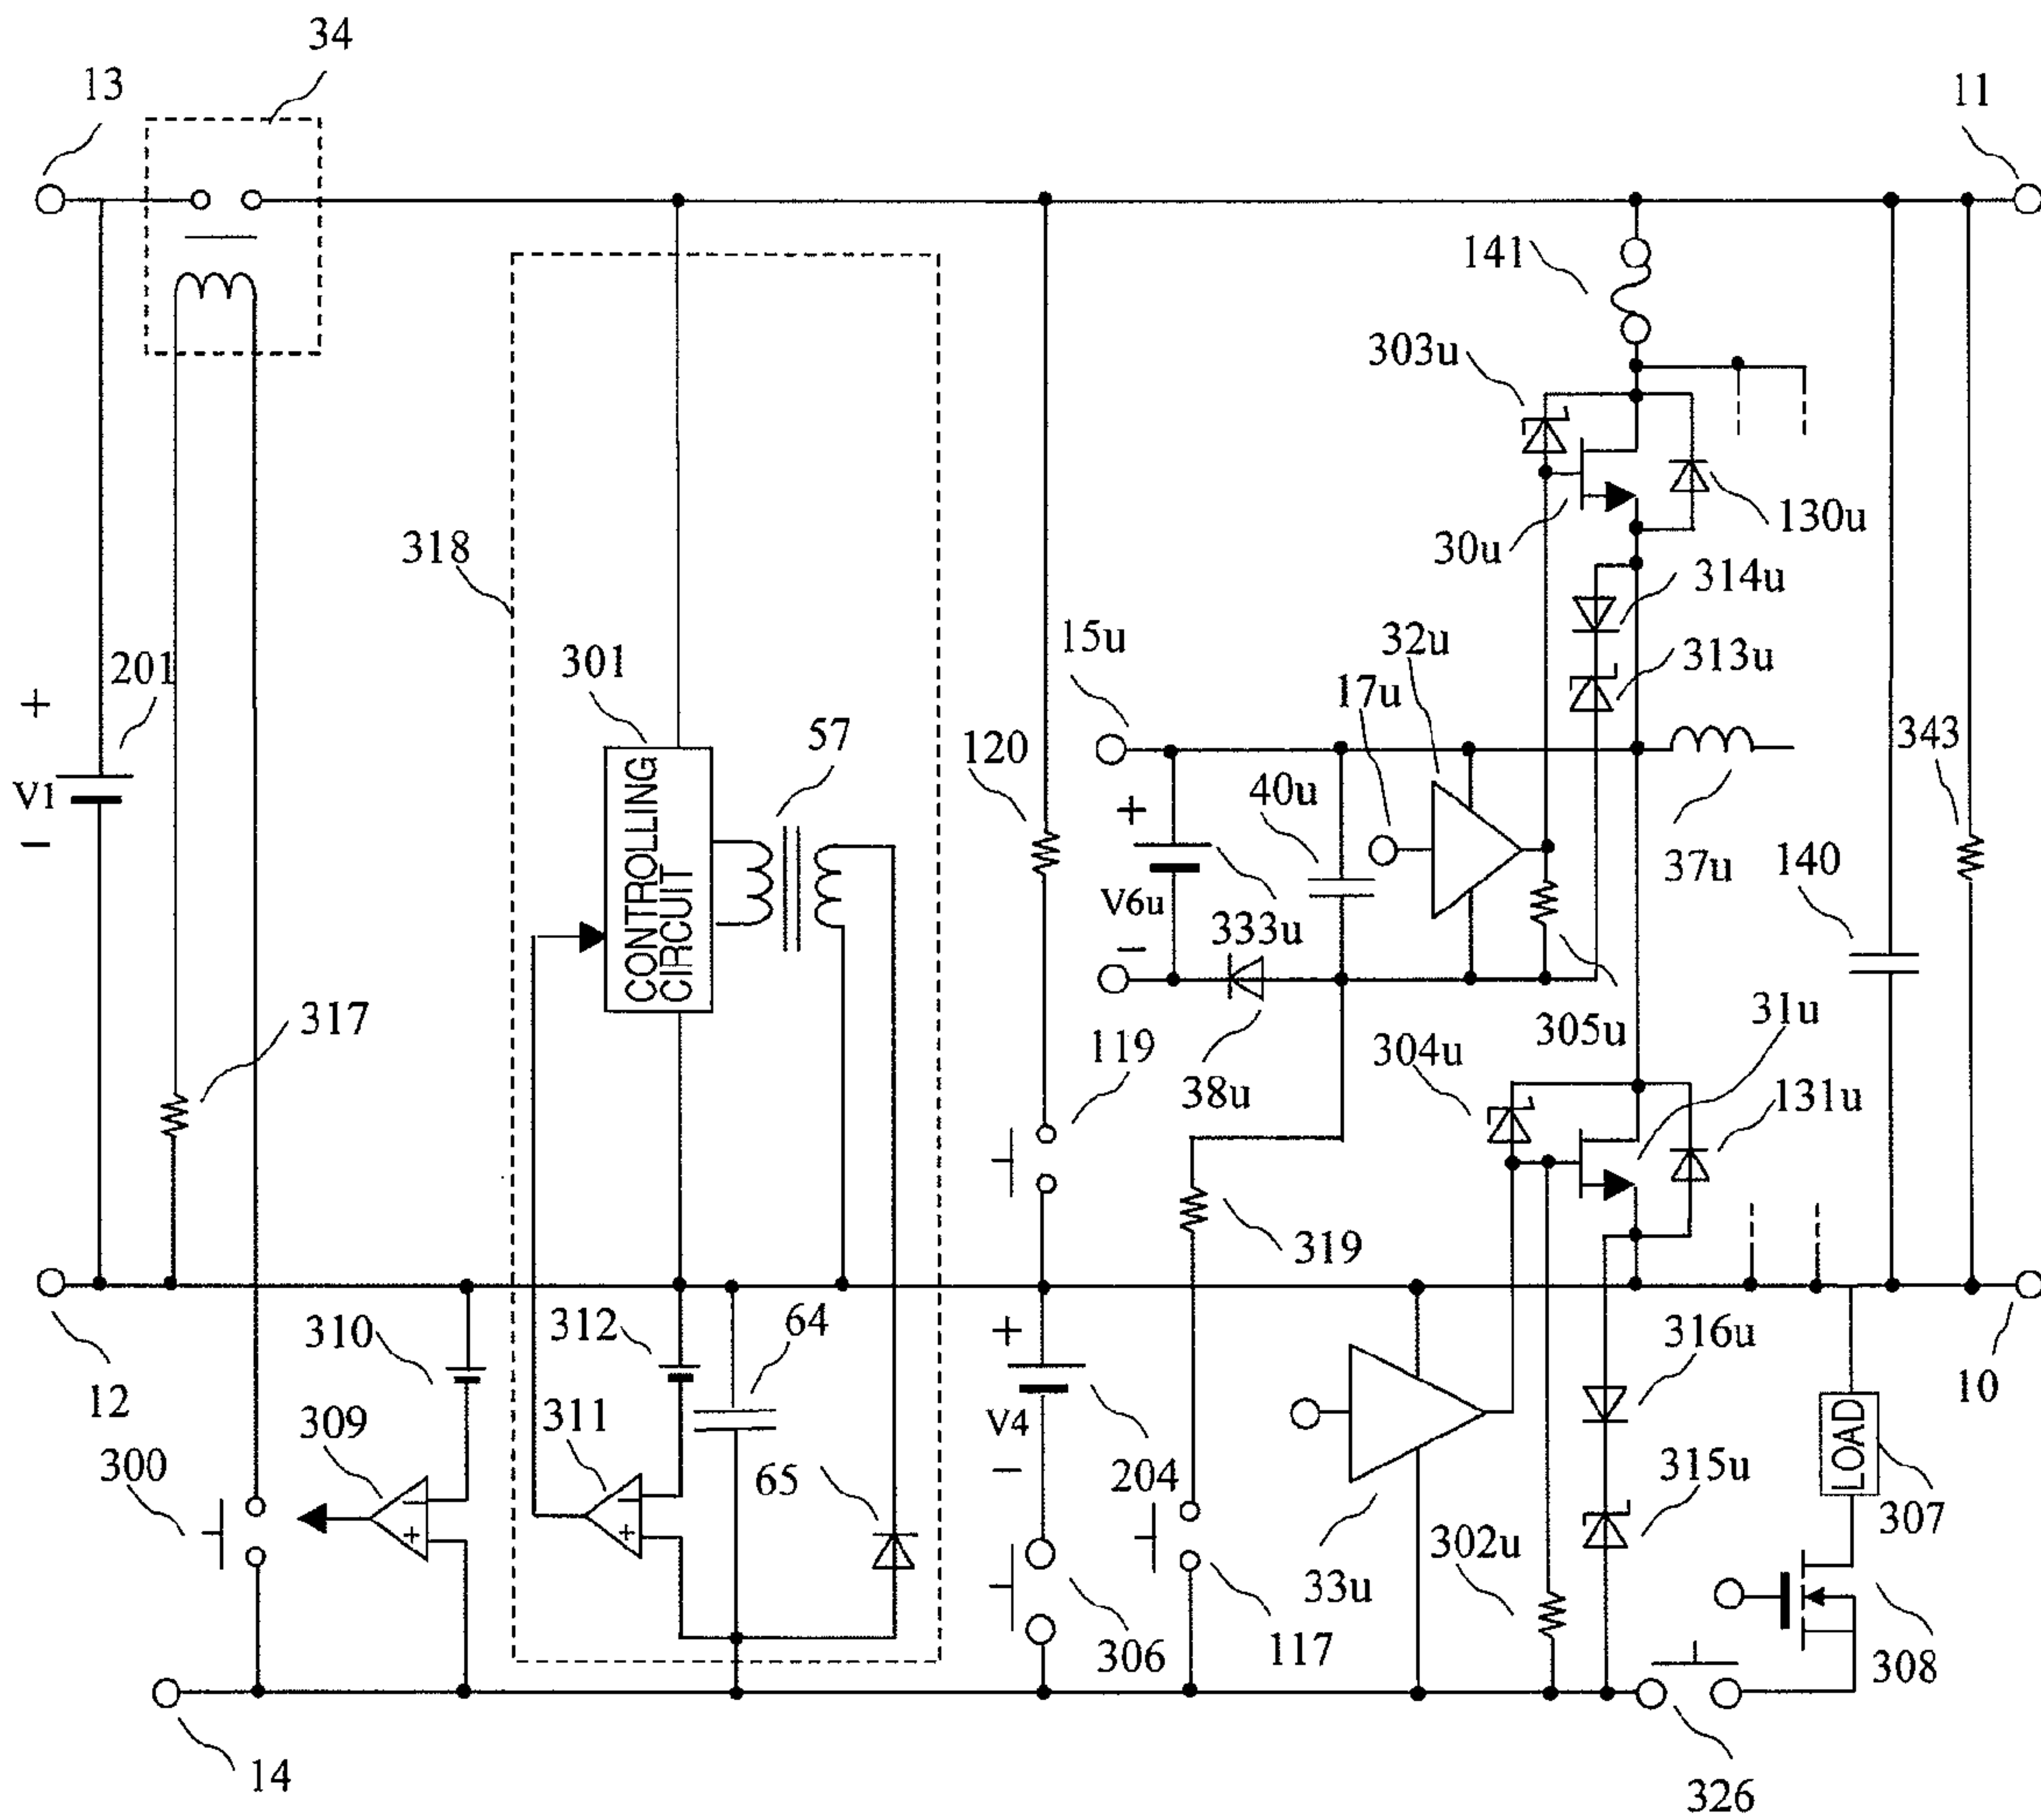 34
13
11
141
303u
130u
30u
318
314u
15u
32u
313u
201
301
17u
57
343
+
120
40u
V1
+
140
37u
CONTROLLING
CIRCUIT
V6u
333u
−
−
317
31u
305u
119
304u
38u
131u
319
310
312
64
+
316u
12
10
309
311
V4
LOAD
300
65
−
204
315u
307
+
+
33u
302u
306
117
308
14
326